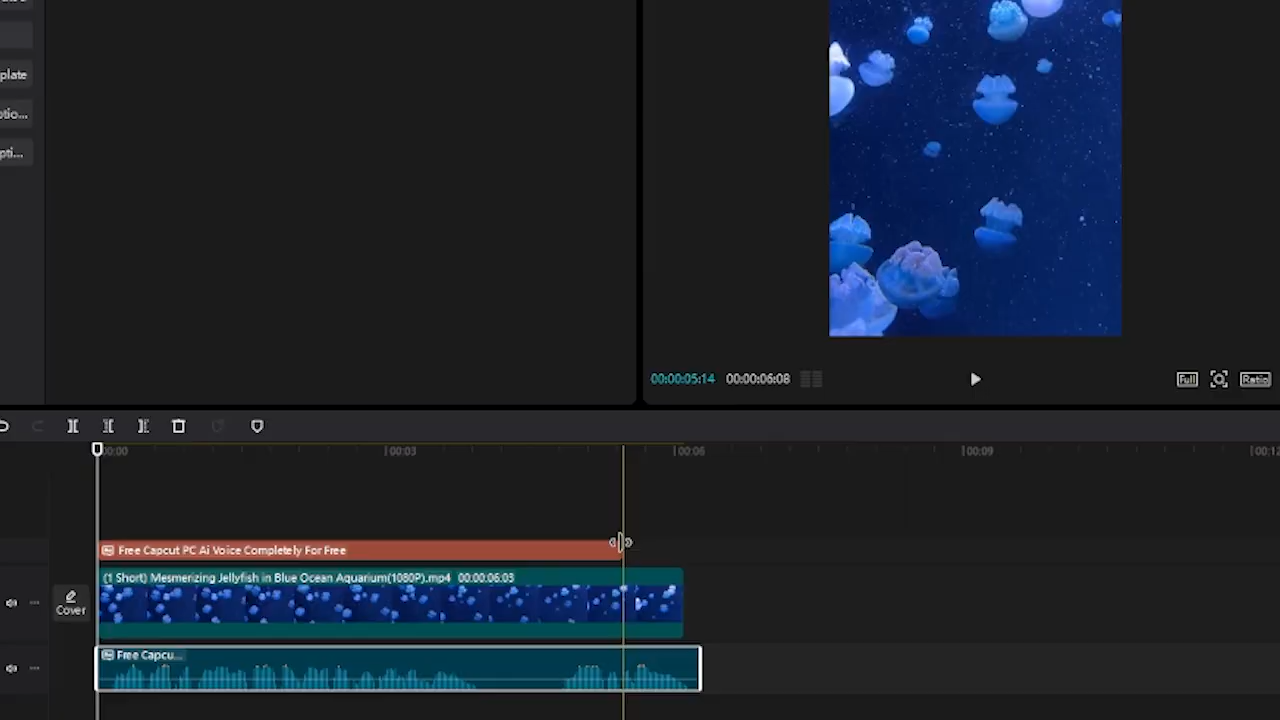 plate
ptio...
pti...
00:00:05:14 00:00:06:08
Full
Ratio
00:00
00:03
00:06
00:09
00:12
Free Capcut PC Ai Voice Completely For Free
(1 Short) Mesmerizing Jellyfish in Blue Ocean Aquarium(1080P).mp4 00:00:06:03
Cover
Free Capcu...